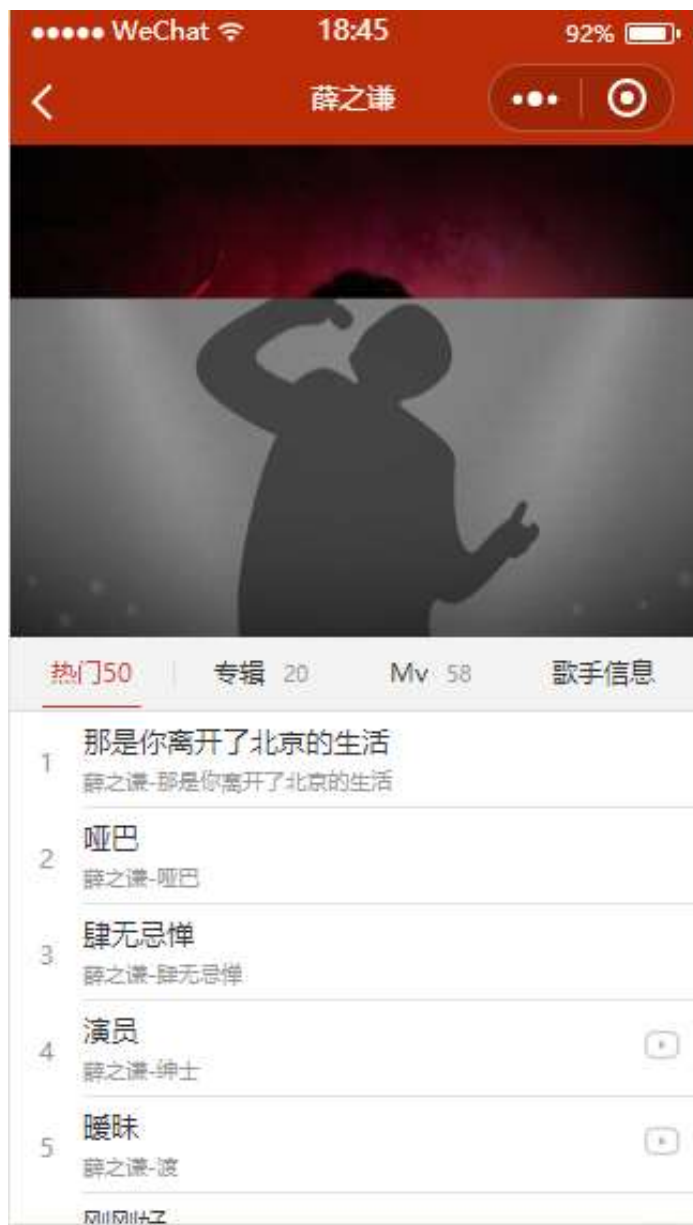 ●●●●● WeChat 18:45 92%
薛之谦
热门50 专辑 20 Mv 58 歌手信息
1 那是你离开了北京的生活
薛之谦-那是你离开了北京的生活
2 哑巴
薛之谦-哑巴
3 肆无忌惮
薛之谦-肆无忌惮
4 演员
薛之谦-绅士
5 暧昧
薛之谦-渡
刚刚好